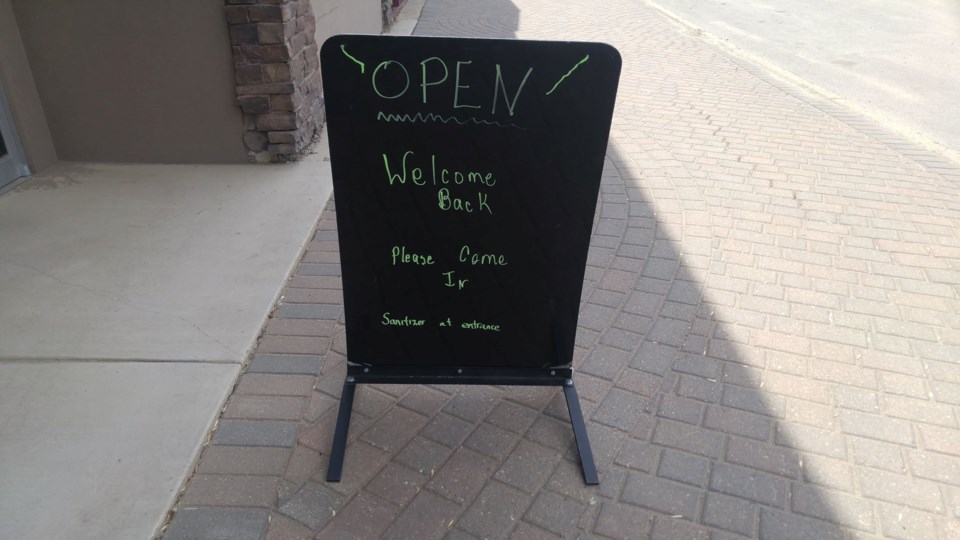 OPEN
Welcome
Back
Please Come
In
Sanitizer at entrance